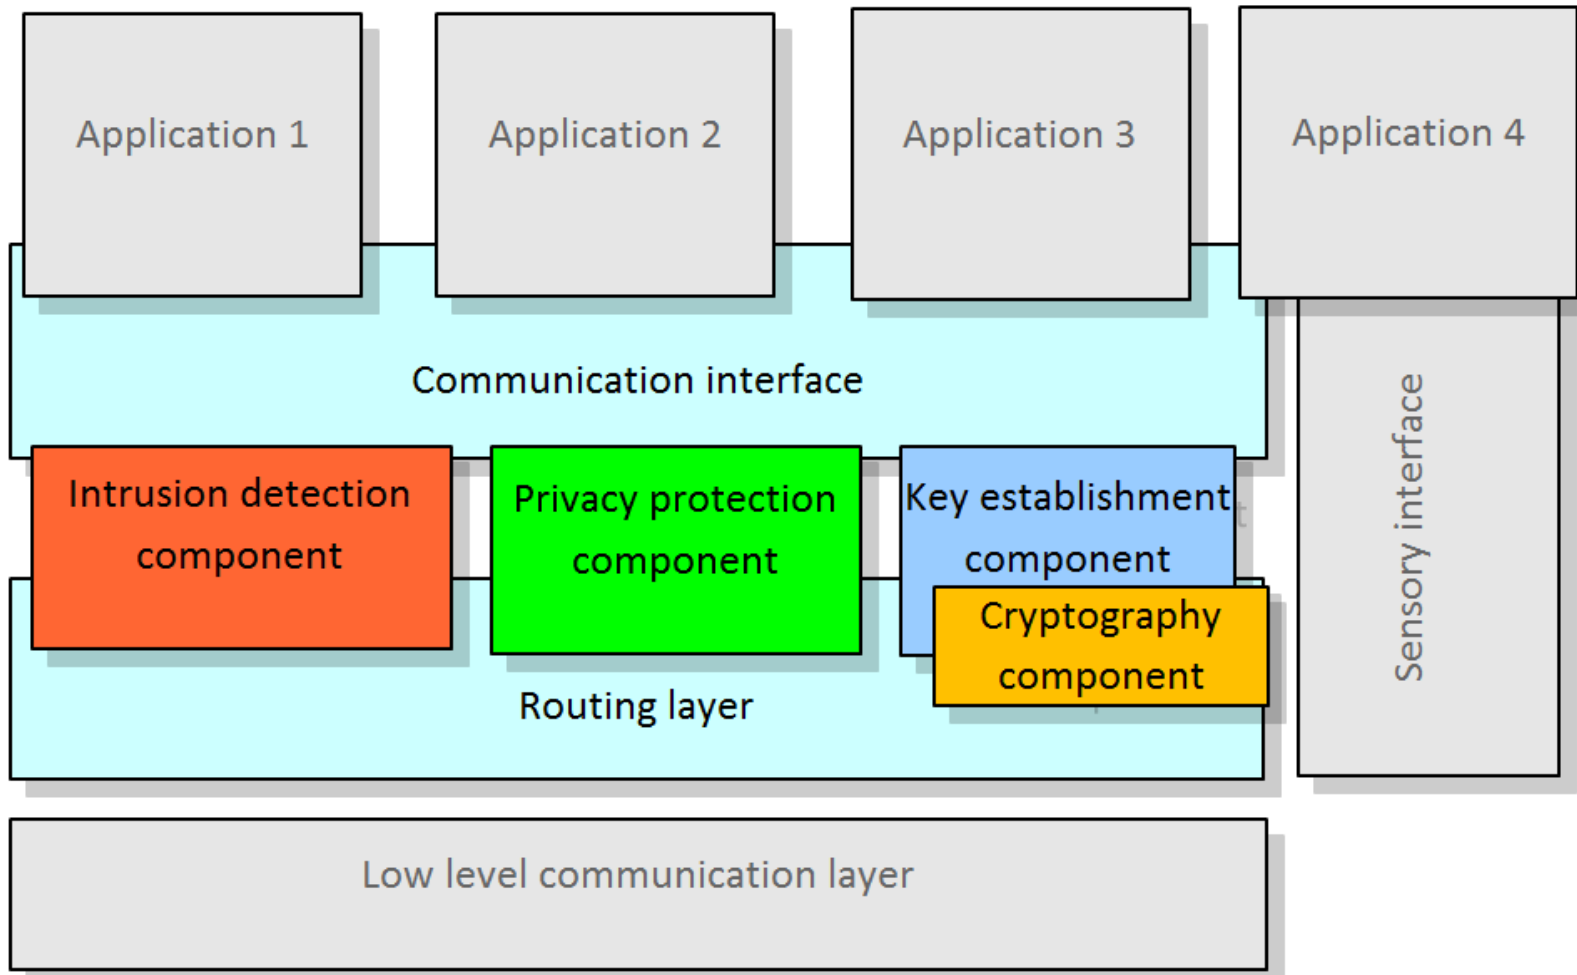 Application 1
Application 2
Application 3
Application 4
Communication interface
Intrusion detection
component
Privacy protection
component
Key establishment
component
Cryptography
component
Sensory interface
Routing layer
Low level communication layer